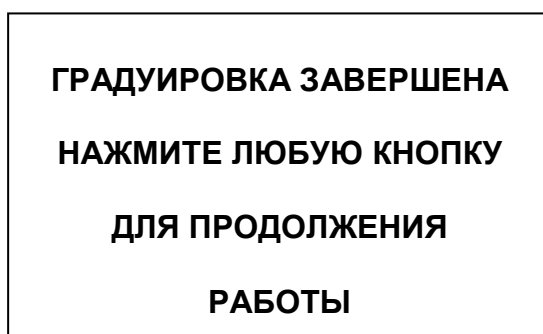 ГРАДУИРОВКА ЗАВЕРШЕНА
НАЖМИТЕ ЛЮБУЮ КНОПКУ
ДЛЯ ПРОДОЛЖЕНИЯ
РАБОТЫ